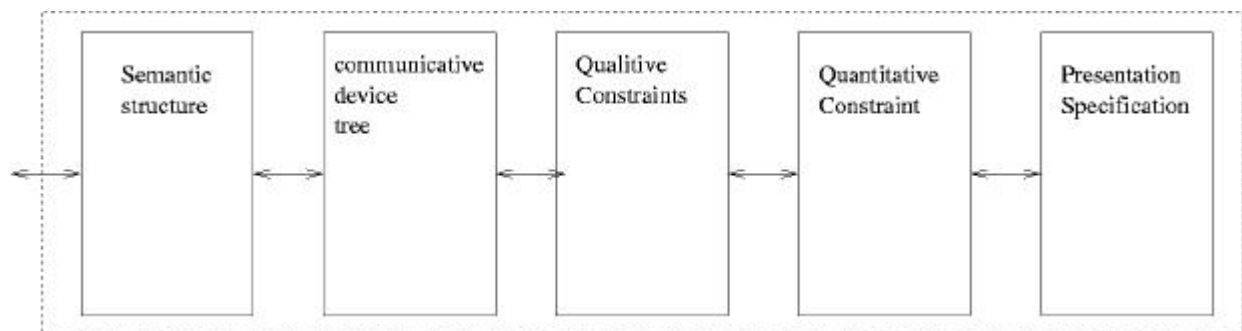 Semantic
structure
communicative
device
tree
Qualitive
Constraints
Quantitative
Constraint
Presentation
Specification